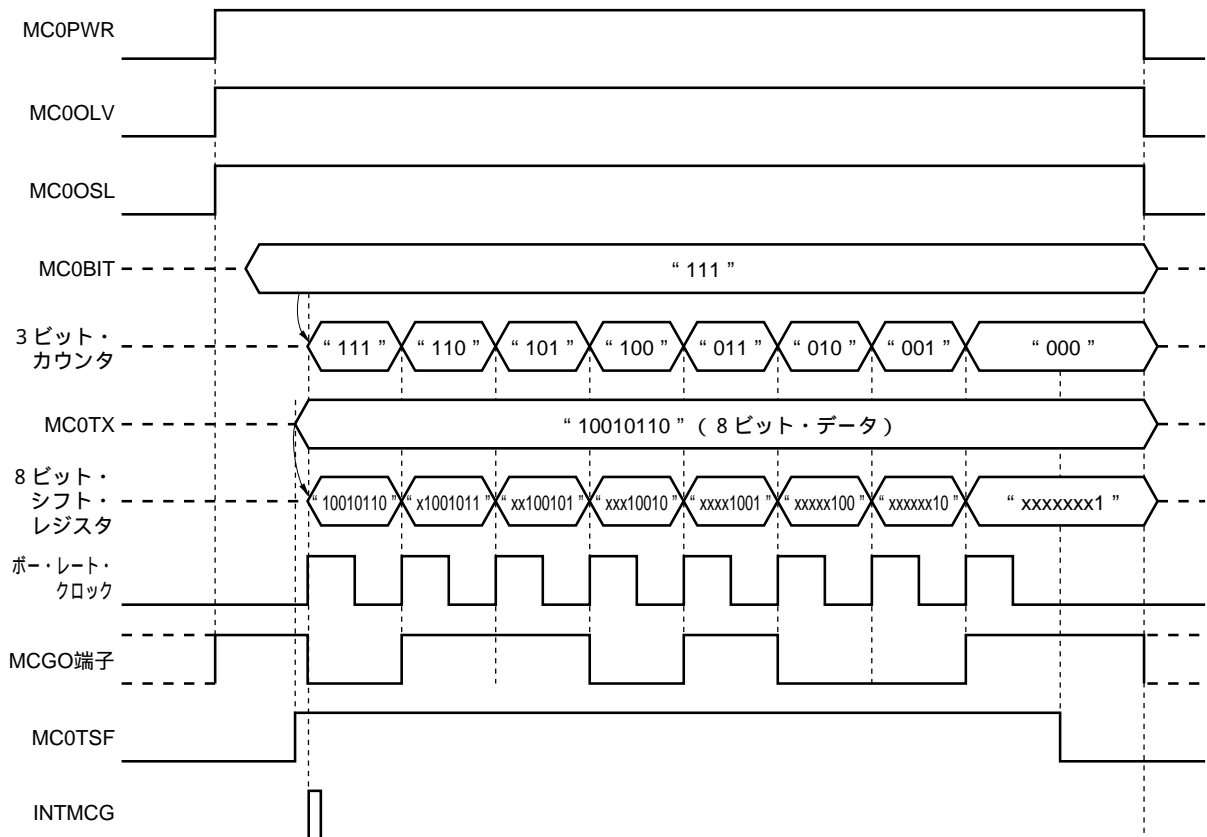 MC0PWR
MC0OLV
MC0OSL
MC0BIT
“ 111 ”
3 ビット・
カウンタ
“ 111 ” “ 110 ” “ 101 ” “ 100 ” “ 011 ” “ 010 ” “ 001 ” “ 000 ”
MC0TX
“ 10010110 ” ( 8 ビット・データ )
8 ビット・
シフト・
レジスタ
“ 10010110 ” “ x1001011 ” “ xx100101 ” “ xxx10010 ” “ xxxx1001 ” “ xxxxx100 ” “ xxxxxx10 ” “ xxxxxxx1 ”
ボー・レート・
クロック
MCGO端子
MC0TSF
INTMCG